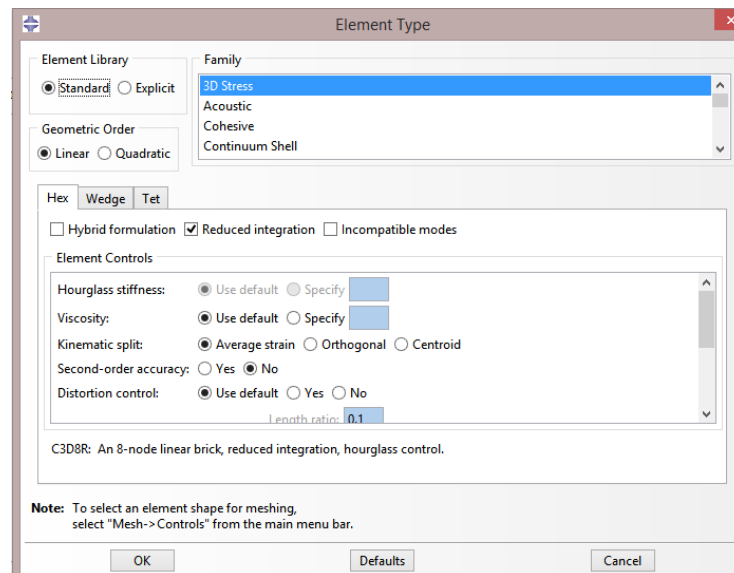 Element Type
Element Library
Standard Explicit
Family
3D Stress
Acoustic
Cohesive
Continuum Shell
Geometric Order
Linear Quadratic
Hex Wedge Tet
Hybrid formulation Reduced integration Incompatible modes
Element Controls
Hourglass stiffness: Use default Specify
Viscosity: Use default Specify
Kinematic split: Average strain Orthogonal Centroid
Second-order accuracy: Yes No
Distortion control: Use default Yes No
Length ratio: 0.1
C3D8R: An 8-node linear brick, reduced integration, hourglass control.
Note: To select an element shape for meshing,
select "Mesh->Controls" from the main menu bar.
OK Defaults Cancel